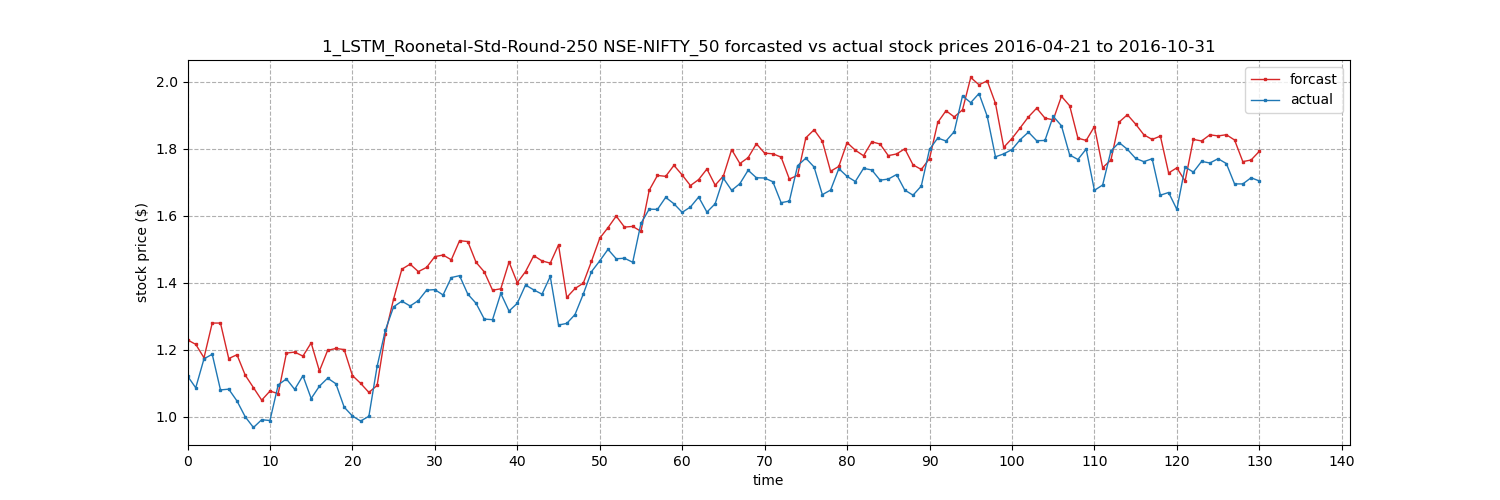 1_LSTM_Roonetal-Std-Round-250 NSE-NIFTY_50 forcasted vs actual stock prices 2016-04-21 to 2016-10-31
forcast
actual
stock price ($)
2.0
1.8
1.6
1.4
1.2
1.0
0 10 20 30 40 50 60 70 80 90 100 110 120 130 140
time